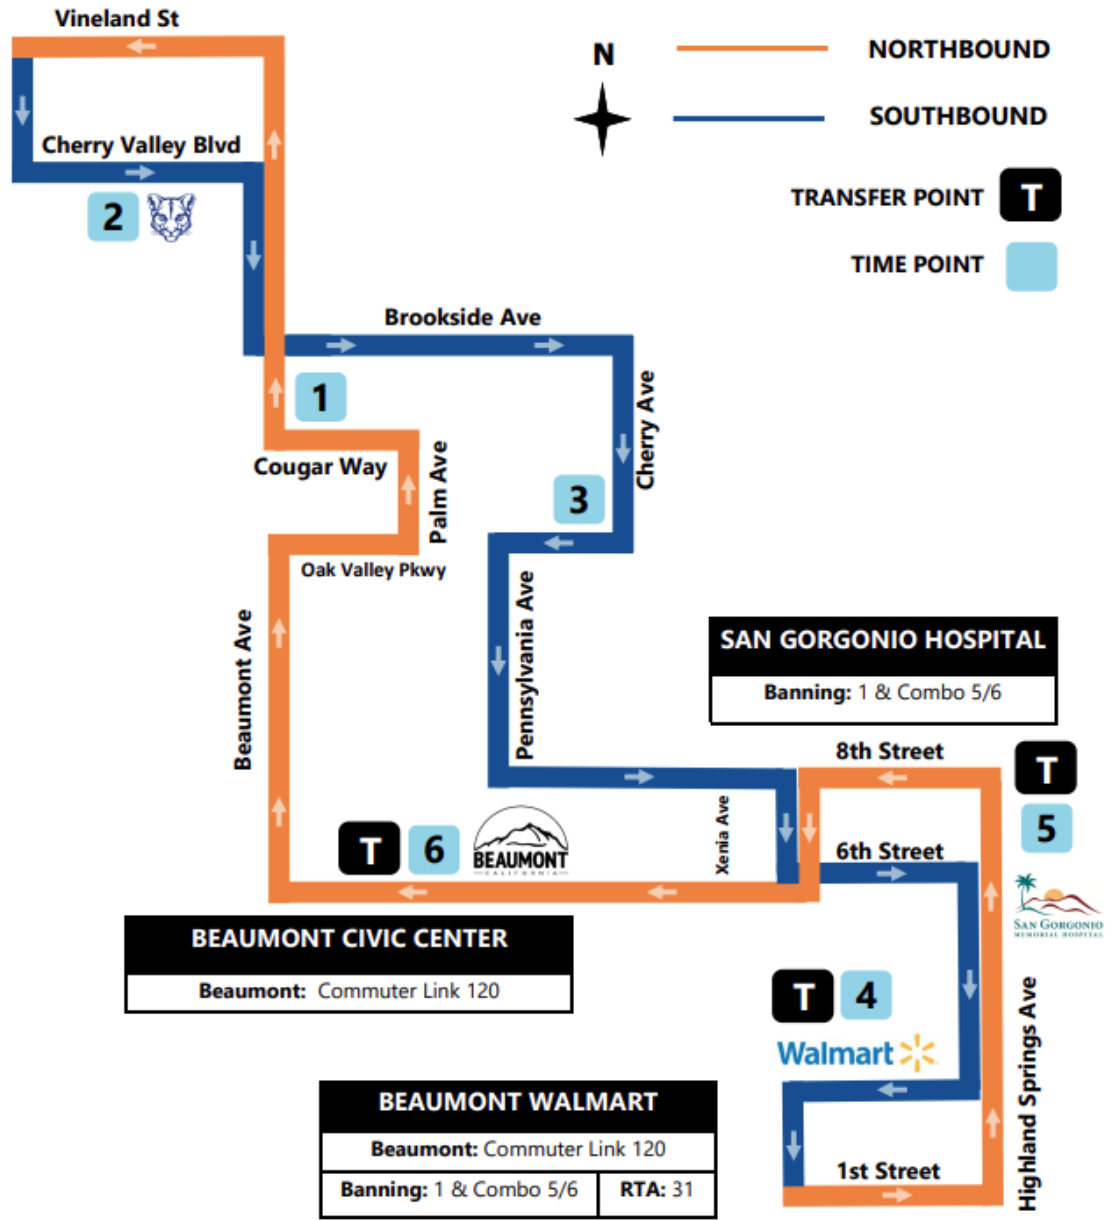 Vineland St
N
NORTHBOUND
SOUTHBOUND
Cherry Valley Blvd
TRANSFER POINT T
2
TIME POINT
Brookside Ave
1
Cherry Ave
Cougar Way
Palm Ave
3
Oak Valley Pkwy
Beaumont Ave
Pennsylvania Ave
SAN GORGONIO HOSPITAL
Banning: 1 & Combo 5/6
8th Street
T
5
Xenia Ave
T 6
BEAUMONT
CALIFORNIA
6th Street
SAN GORGONIO
MEMORIAL HOSPITAL
BEAUMONT CIVIC CENTER
Beaumont: Commuter Link 120
T 4
Walmart
Highland Springs Ave
BEAUMONT WALMART
Beaumont: Commuter Link 120
Banning: 1 & Combo 5/6 RTA: 31
1st Street